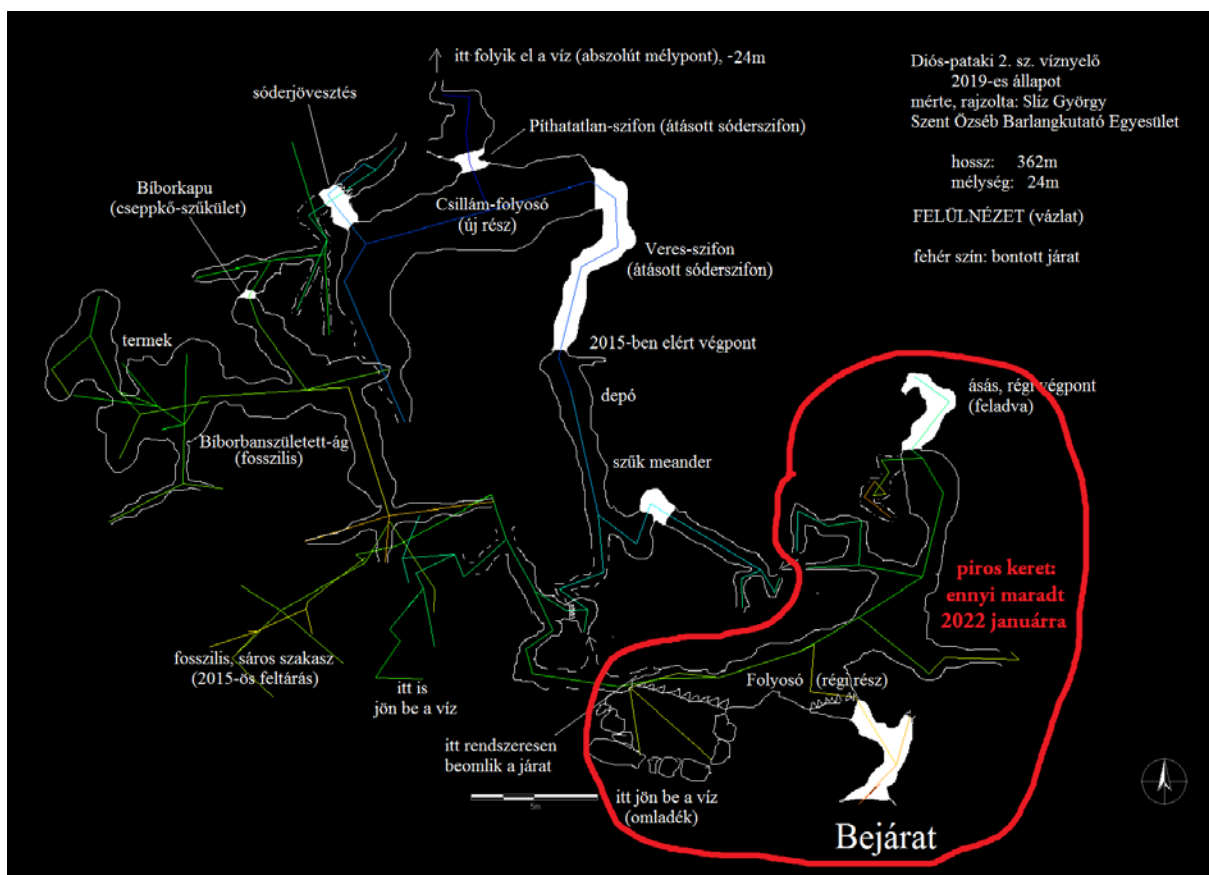 itt folyik el a víz (abszolút mélypont), -24m
Diós-pataki 2. sz. víznyelő
2019-es állapot
mérte, rajzolta: Slíz György
Szent Özséb Barlangkutató Egyesület
hossz: 362m
mélység: 24m
FELÜLNÉZET (vázlat)
fehér szín: bontott járat
sóderjövesztés
Píthatatlan-szifon (átásott sóderszifon)
Bíborkapu
(cseppkő-szűkület)
Csillám-folyosó
(új rész)
Veres-szifon
(átásott sóderszifon)
termek
2015-ben elért végpont
depó
ásás, régi végpont
(feladva)
Bíborbanszületett-ág
(fosszilis)
szűk meander
piros keret:
ennyi maradt
2022 januárra
fosszilis, sáros szakasz
(2015-ös feltárás)
itt is
jön be a víz
Folyosó (régi rész)
itt rendszeresen
beomlik a járat
5m
itt jön be a víz
(omladék)
Bejárat